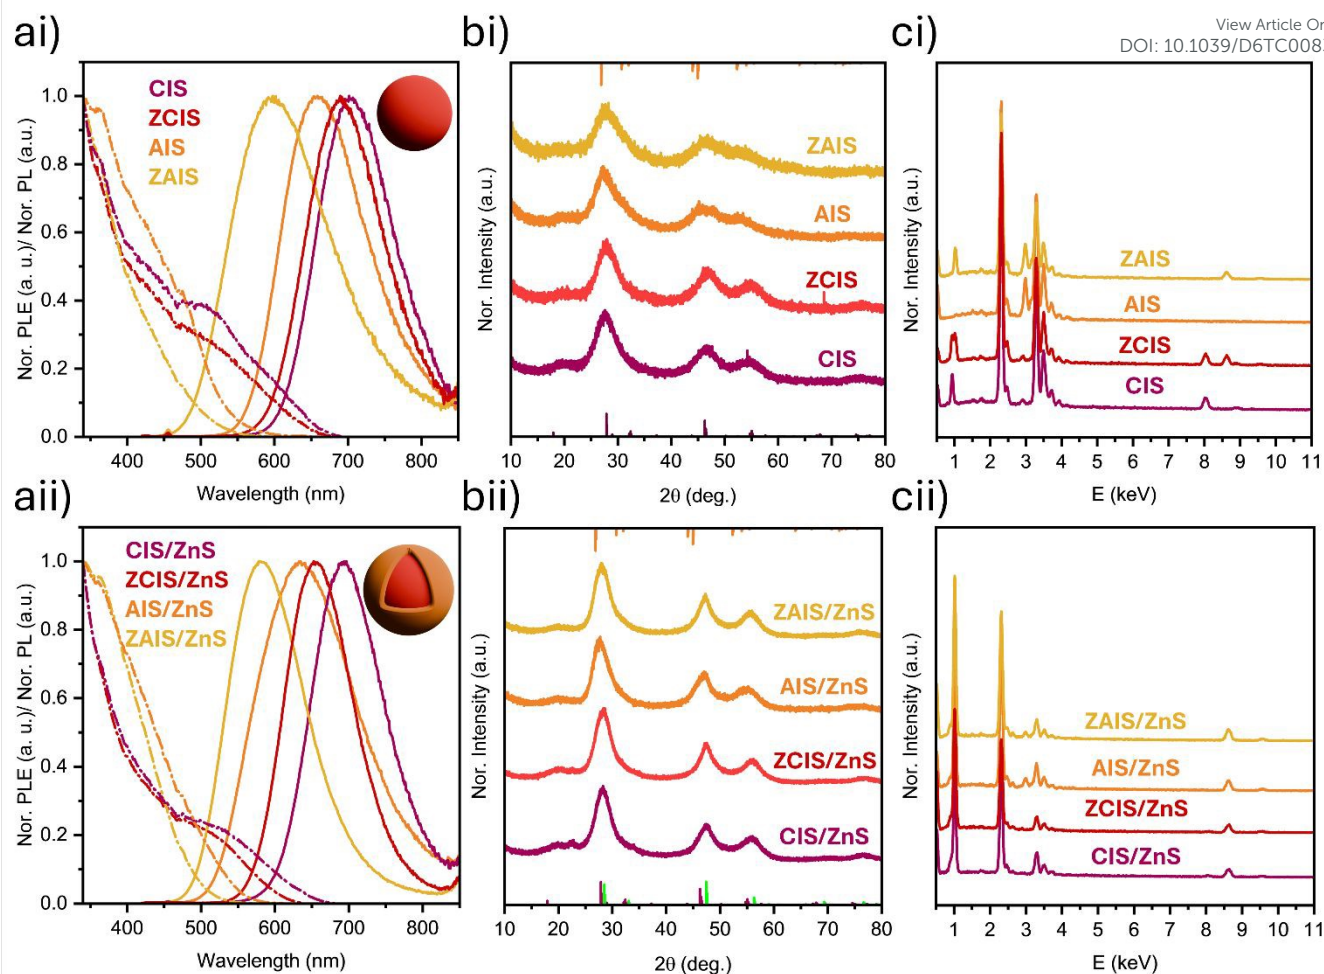 ai)
bi)
ci)
View Article On
DOI: 10.1039/D6TC008
Nor. PLE (a. u.)/ Nor. PL (a.u.)
1.0
0.8
0.6
0.4
0.2
0.0
CIS
ZCIS
AIS
ZAIS
400 500 600 700 800
Wavelength (nm)
Nor. Intensity (a.u.)
ZAIS
AIS
ZCIS
CIS
10 20 30 40 50 60 70 80
2θ (deg.)
Nor. Intensity (a.u.)
ZAIS
AIS
ZCIS
CIS
1 2 3 4 5 6 7 8 9 10 11
E (keV)
aii)
bii)
cii)
Nor. PLE (a. u.)/ Nor. PL (a.u.)
1.0
0.8
0.6
0.4
0.2
0.0
CIS/ZnS
ZCIS/ZnS
AIS/ZnS
ZAIS/ZnS
400 500 600 700 800
Wavelength (nm)
Nor. Intensity (a.u.)
ZAIS/ZnS
AIS/ZnS
ZCIS/ZnS
CIS/ZnS
10 20 30 40 50 60 70 80
2θ (deg.)
Nor. Intensity (a.u.)
ZAIS/ZnS
AIS/ZnS
ZCIS/ZnS
CIS/ZnS
1 2 3 4 5 6 7 8 9 10 11
E (keV)